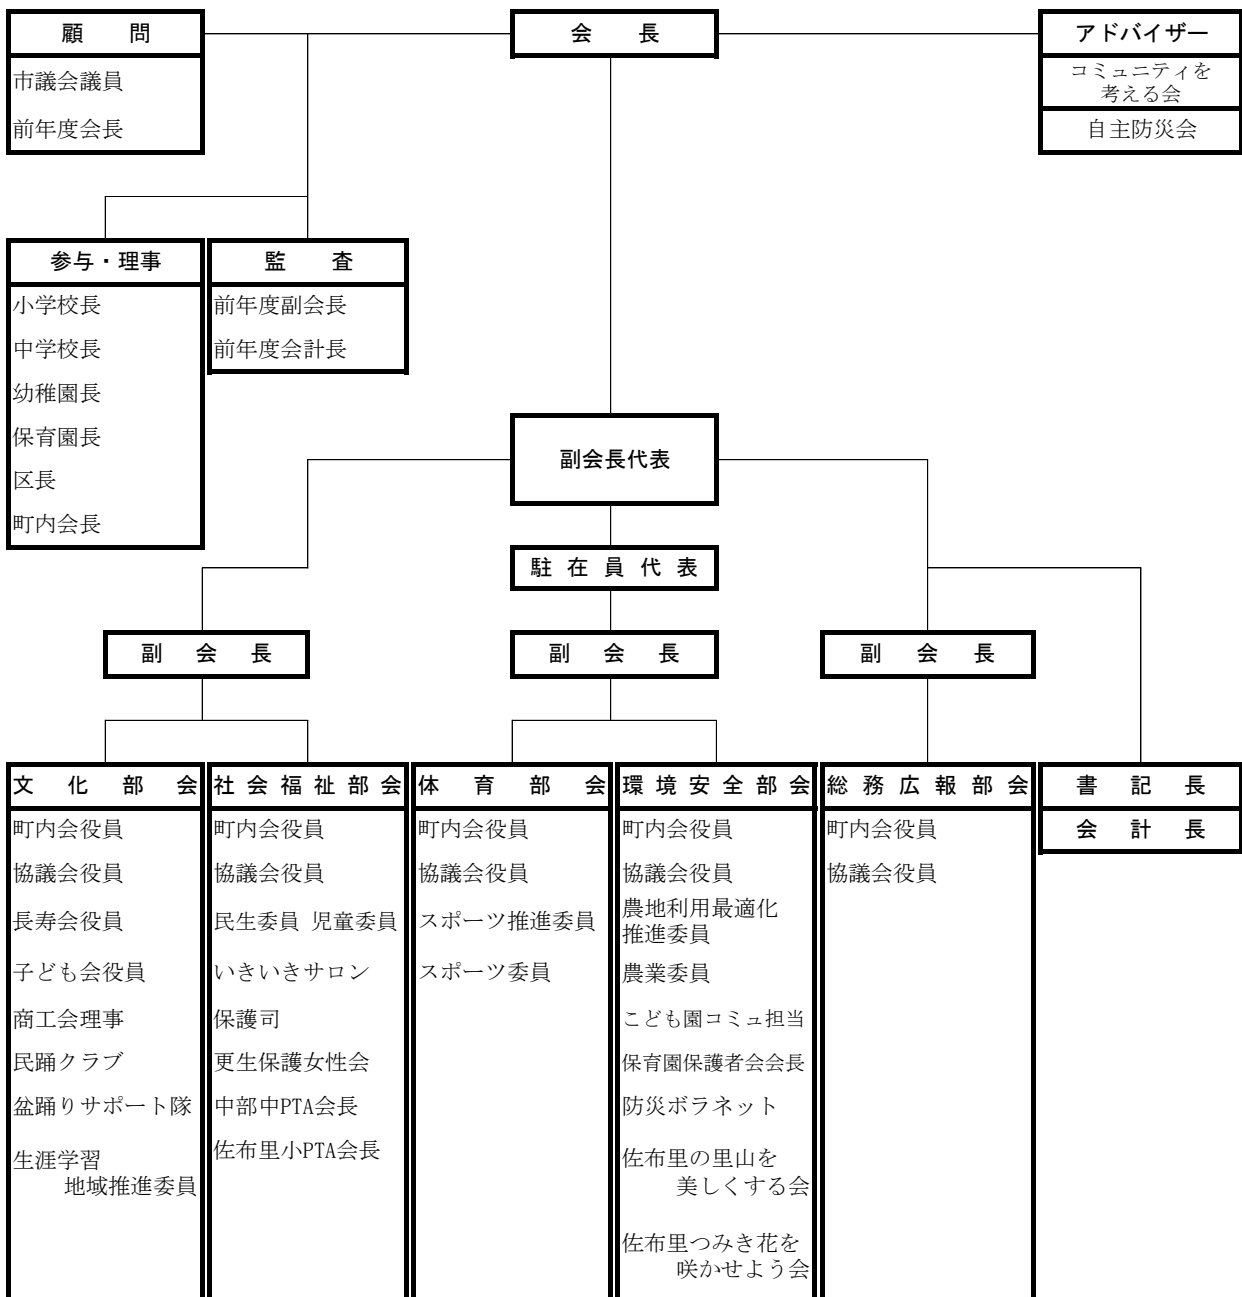 顧問
市議会議員
前年度会長
会長
アドバイザー
コミュニティを
考える会
自主防災会
参与・理事
小学校長
中学校長
幼稚園長
保育園長
区長
町内会長
監査
前年度副会長
前年度会計長
副会長代表
駐在員代表
副会長
副会長
副会長
文化部会
町内会役員
協議会役員
長寿会役員
子ども会役員
商工会理事
民踊クラブ
盆踊りサポート隊
生涯学習
地域推進委員
社会福祉部会
町内会役員
協議会役員
民生委員 児童委員
いきいきサロン
保護司
更生保護女性会
中部中PTA会長
佐布里小PTA会長
体育部会
町内会役員
協議会役員
スポーツ推進委員
スポーツ委員
環境安全部会
町内会役員
協議会役員
農地利用最適化
推進委員
農業委員
こども園コミュ担当
保育園保護者会会長
防災ボラネット
佐布里の里山を
美しくする会
佐布里つみき花を
咲かせよう会
総務広報部会
町内会役員
協議会役員
書記長
会計長